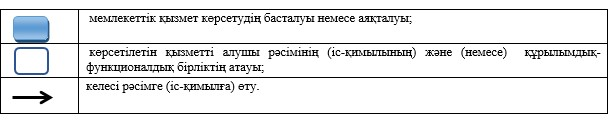 мемлекеттік қызмет көрсетудің басталуы немесе аяқталуы;
көрсетілетін қызметті алушы рәсімінің (іс-қимылының) және (немесе) құрылымдық-
функционалдық бірліктің атауы;
келесі рәсімге (іс-қимылға) өту.